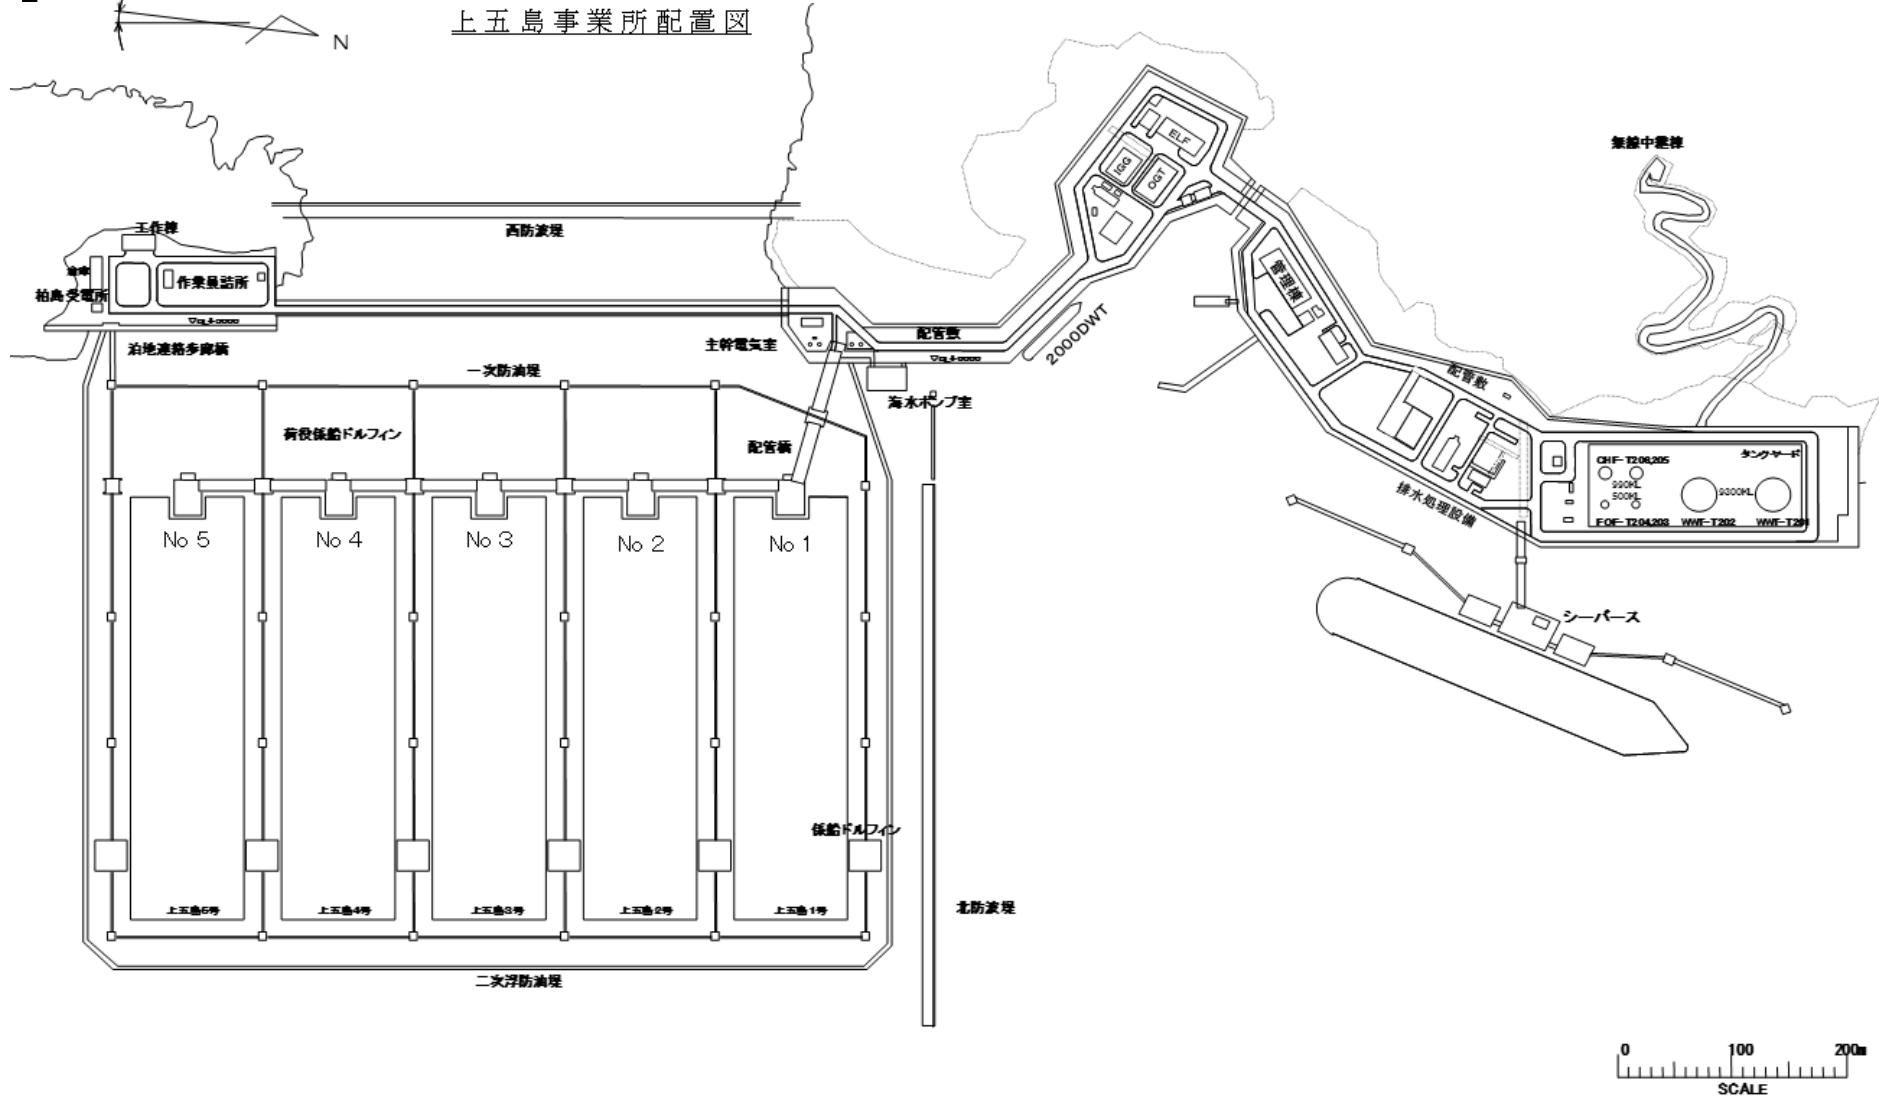 上五島事業所配置図
N
無線中継棟
ELF
IGG
OGT
工作棟
西防波堤
倉庫
作業員詰所
柏島受電所
管理棟
2000DWT
泊地連絡歩廊橋
主幹電気室
配管敷
一次防油堤
海水ポンプ室
配管敷
荷役係船ドルフィン
配管橋
タンクヤード
CHF-T206,205
990KL
500KL
9300KL
FOF-T204,203
WWF-T202
WWF-T201
排水処理設備
No 5
No 4
No 3
No 2
No 1
シーバース
係船ドルフィン
上五島5号
上五島4号
上五島3号
上五島2号
上五島1号
北防波堤
二次浮防油堤
0 100 200m
SCALE